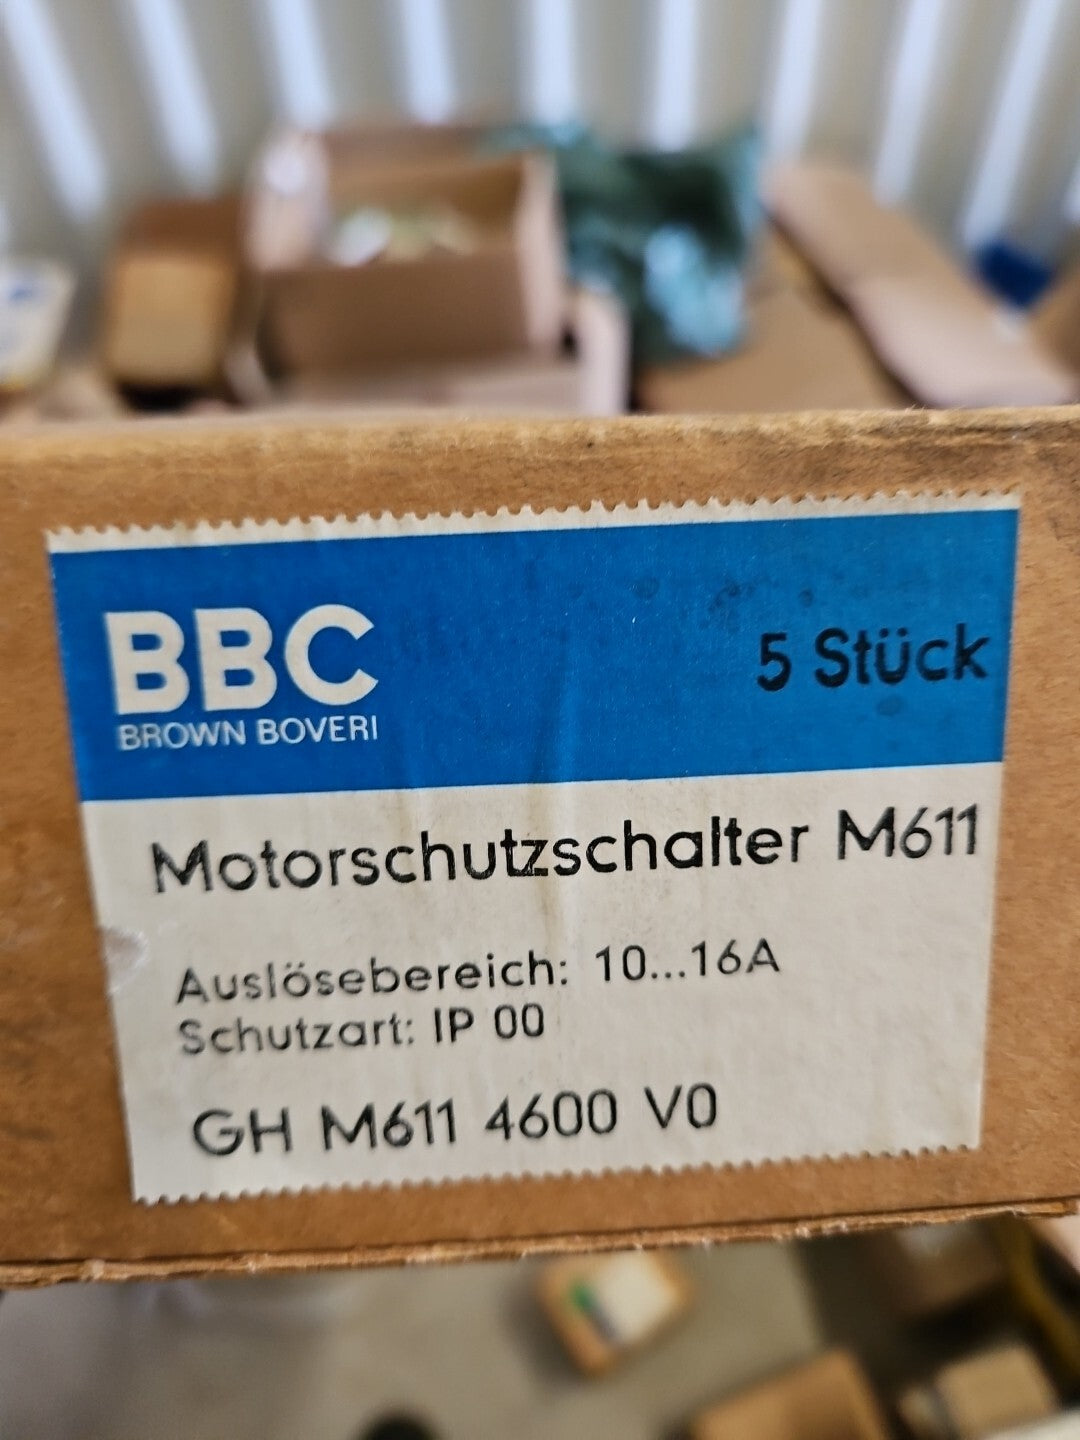 BBC
BROWN BOVERI
5 Stück
Motorschutzschalter M611
Auslösebereich: 10...16A
Schutzart: IP 00
GH M611 4600 V0